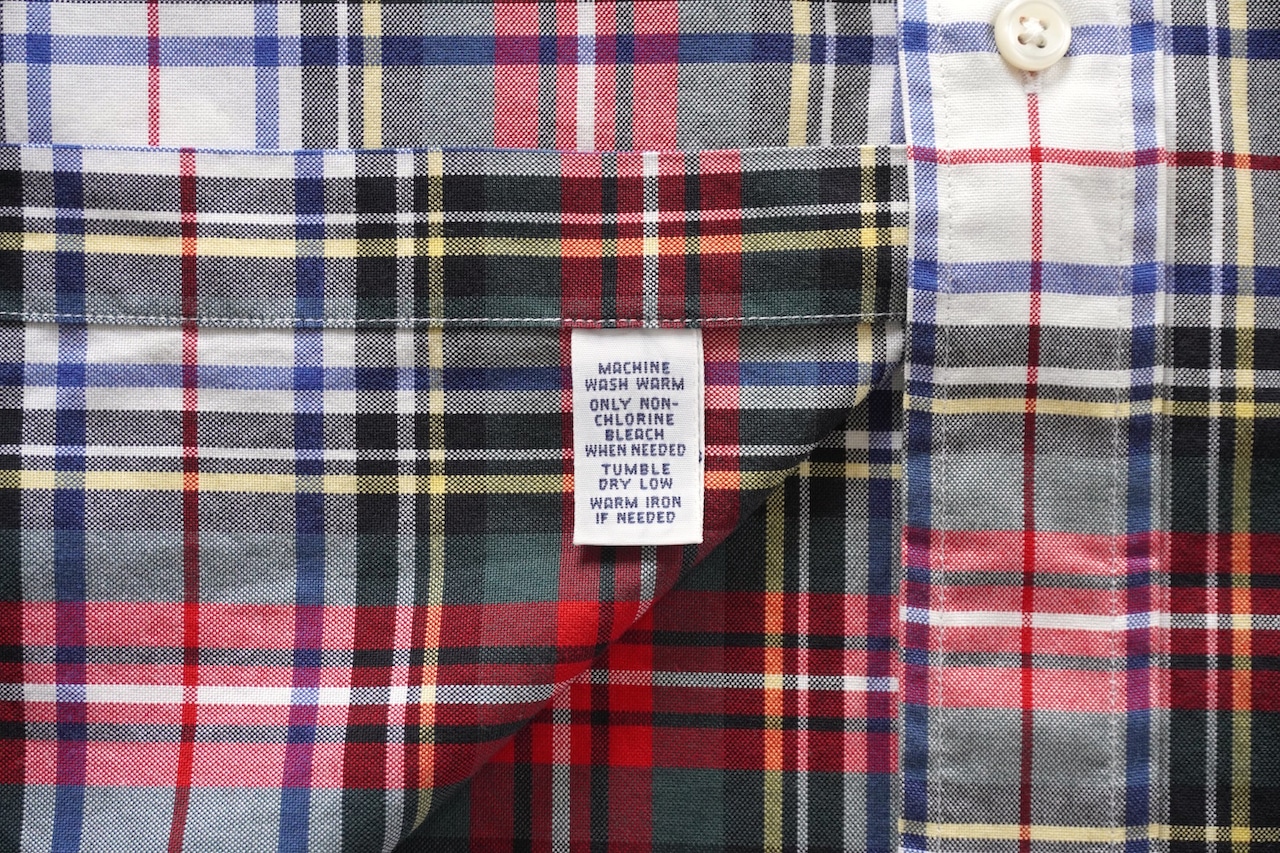 MACHINE
WASH WARM
ONLY NON-
CHLORINE
BLEACH
WHEN NEEDED
TUMBLE
DRY LOW
WARM IRON
IF NEEDED